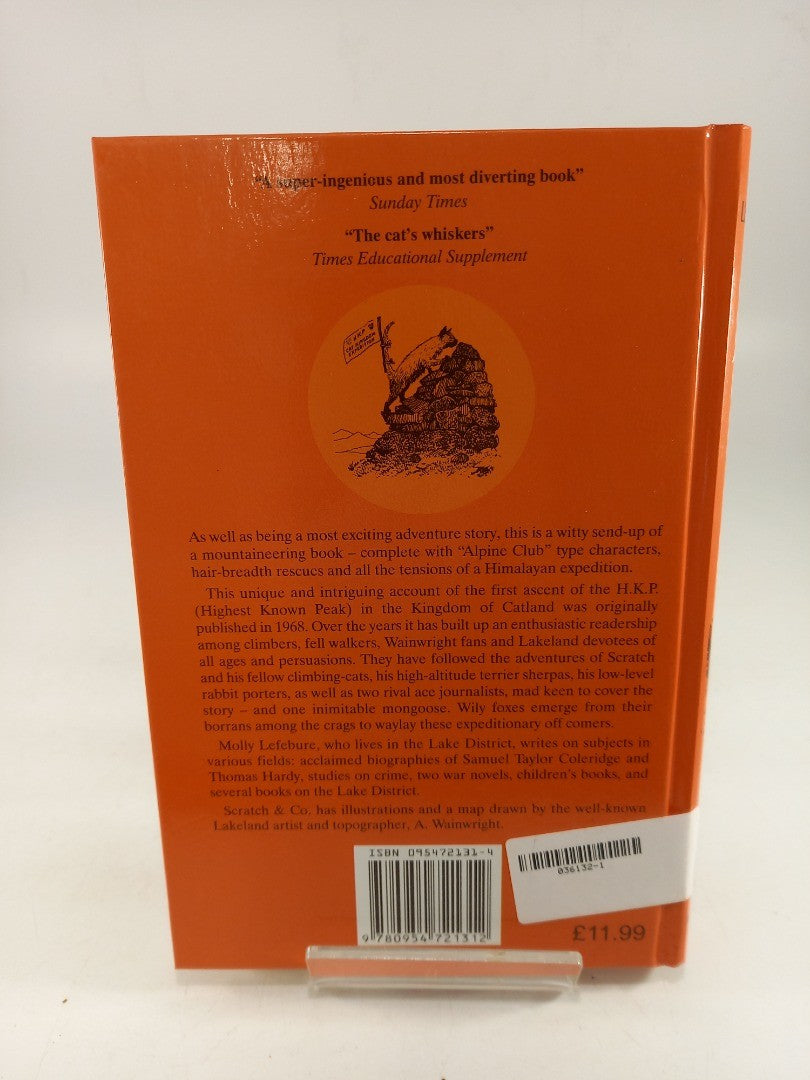 “A super-ingenious and most diverting book”
Sunday Times
“The cat’s whiskers”
Times Educational Supplement
H.K.P
CAT KINGDOM
EXPEDITION
As well as being a most exciting adventure story, this is a witty send-up of
a mountaineering book – complete with “Alpine Club” type characters,
hair-breadth rescues and all the tensions of a Himalayan expedition.
This unique and intriguing account of the first ascent of the H.K.P.
(Highest Known Peak) in the Kingdom of Catland was originally
published in 1968. Over the years it has built up an enthusiastic readership
among climbers, fell walkers, Wainwright fans and Lakeland devotees of
all ages and persuasions. They have followed the adventures of Scratch
and his fellow climbing-cats, his high-altitude terrier sherpas, his low-level
rabbit porters, as well as two rival ace journalists, mad keen to cover the
story – and one inimitable mongoose. Wily foxes emerge from their
borrans among the crags to waylay these expeditionary off comers.
Molly Lefebure, who lives in the Lake District, writes on subjects in
various fields: acclaimed biographies of Samuel Taylor Coleridge and
Thomas Hardy, studies on crime, two war novels, children’s books, and
several books on the Lake District.
Scratch & Co. has illustrations and a map drawn by the well-known
Lakeland artist and topographer, A. Wainwright.
ISBN 095472131-4
9 780954 721312
036132-1
£11.99